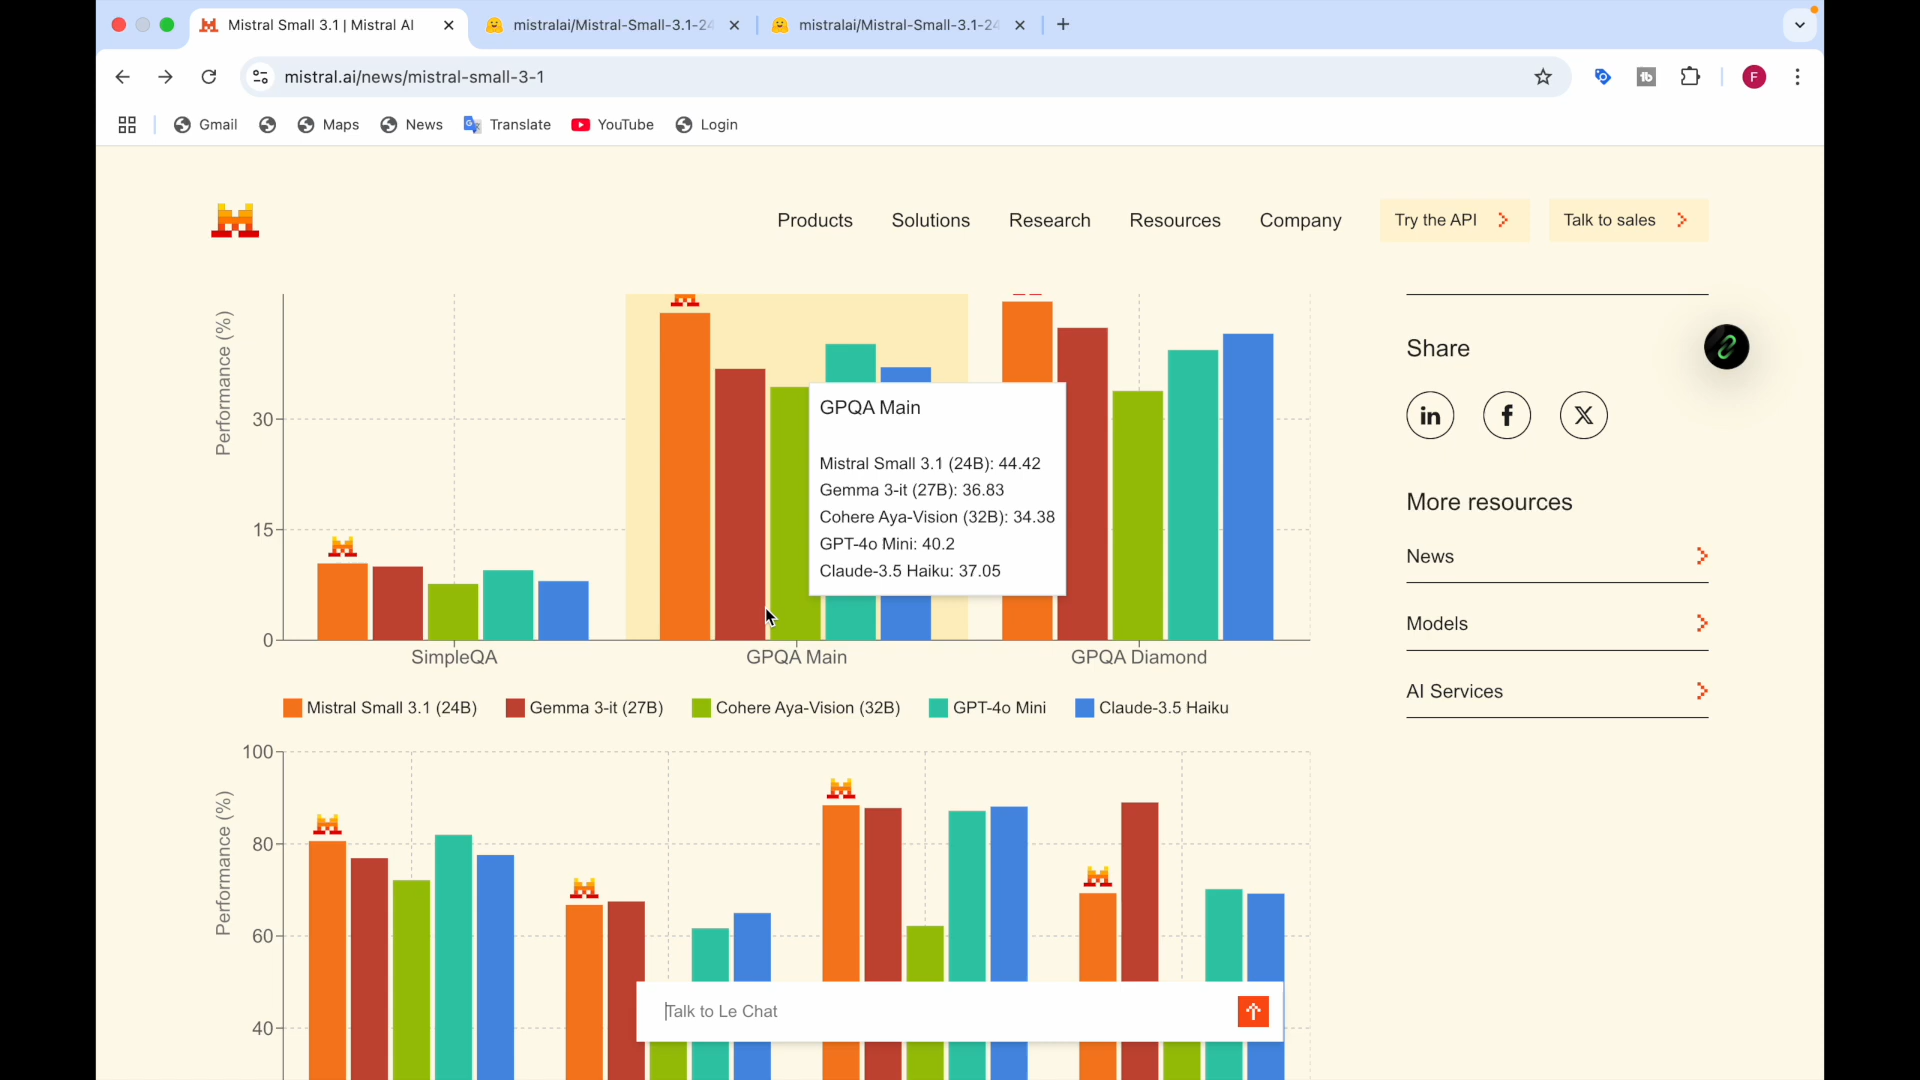 Mistral Small 3.1 | Mistral AI
mistralai/Mistral-Small-3.1-24
mistralai/Mistral-Small-3.1-24
mistral.ai/news/mistral-small-3-1
F
Gmail
Maps
News
Translate
YouTube
Login
Products
Solutions
Research
Resources
Company
Try the API
Talk to sales
Performance (%)
30
15
0
GPQA Main
Mistral Small 3.1 (24B): 44.42
Gemma 3-it (27B): 36.83
Cohere Aya-Vision (32B): 34.38
GPT-4o Mini: 40.2
Claude-3.5 Haiku: 37.05
SimpleQA
GPQA Main
GPQA Diamond
Mistral Small 3.1 (24B)
Gemma 3-it (27B)
Cohere Aya-Vision (32B)
GPT-4o Mini
Claude-3.5 Haiku
Performance (%)
100
80
60
40
Talk to Le Chat
Share
in
f
X
More resources
News
Models
AI Services